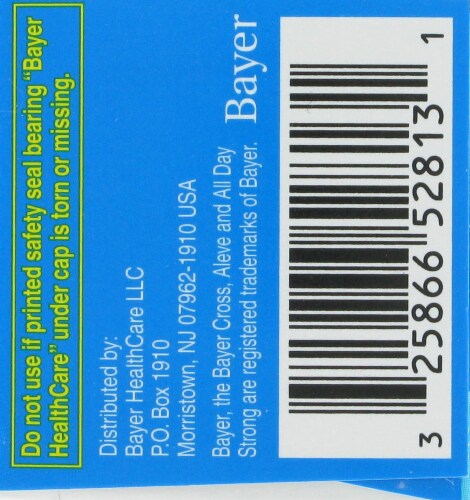 Do not use if printed safety seal bearing "Bayer
HealthCare" under cap is torn or missing.
Distributed by:
Bayer HealthCare LLC
P.O. Box 1910
Morristown, NJ 07962-1910 USA
Bayer, the Bayer Cross, Aleve and All Day
Strong are registered trademarks of Bayer.
Bayer
3 25866 52813 1